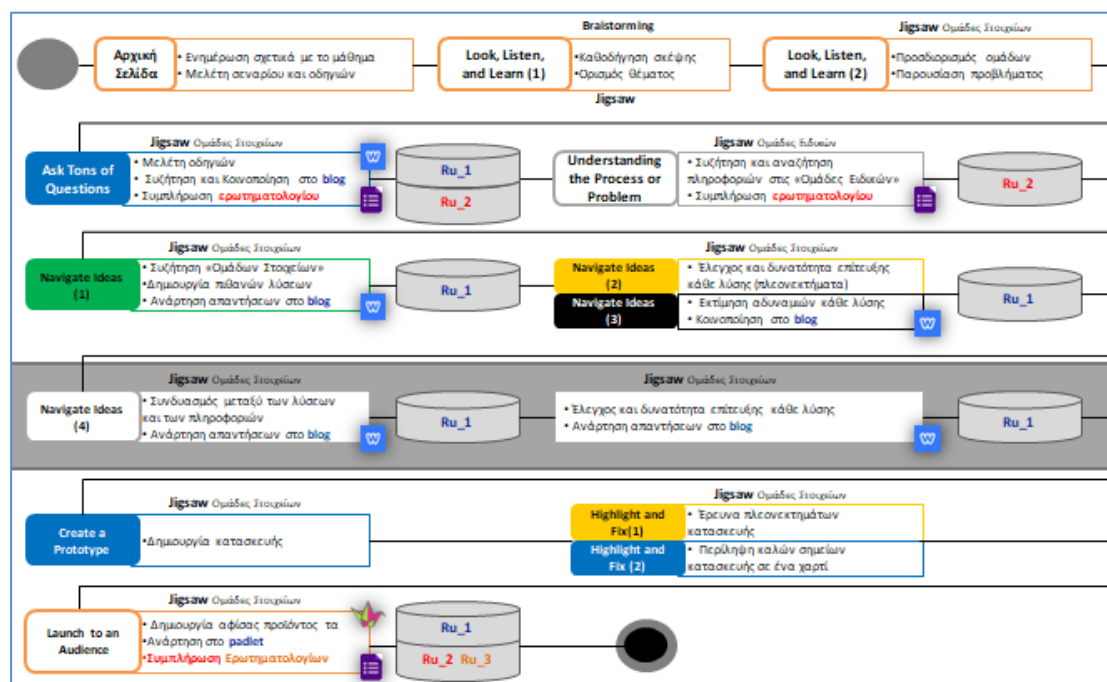 Braistorming
Jigsaw Ομάδες Στοιχείων
Αρχική
Σελίδα
• Ενημέρωση σχετικά με το μάθημα
• Μελέτη σεναρίου και οδηγιών
Look, Listen,
and Learn (1)
•Καθοδήγηση σκέψης
•Ορισμός θέματος
Look, Listen,
and Learn (2)
•Προσδιορισμός ομάδων
•Παρουσίαση προβλήματος
Jigsaw
Jigsaw Ομάδες Στοιχείων
Ask Tons of
Questions
• Μελέτη οδηγιών
• Συζήτηση και Κοινοποίηση στο blog
• Συμπλήρωση ερωτηματολογίου
Ru_1
Ru_2
Jigsaw Ομάδες Ειδικών
Understanding
the Process or
Problem
• Συζήτηση και αναζήτηση
πληροφοριών στις «Ομάδες Ειδικών»
• Συμπλήρωση ερωτηματολογίου
Ru_2
Jigsaw Ομάδες Στοιχείων
Navigate Ideas
(1)
• Συζήτηση «Ομάδων Στοιχείων»
•Δημιουργία πιθανών λύσεων
• Ανάρτηση απαντήσεων στο blog
Ru_1
Jigsaw Ομάδες Στοιχείων
Navigate Ideas
(2)
• Έλεγχος και δυνατότητα επίτευξης
κάθε λύσης (πλεονεκτήματα)
Navigate Ideas
(3)
• Εκτίμηση αδυναμιών κάθε λύσης
• Κοινοποίηση στο blog
Ru_1
Jigsaw Ομάδες Στοιχείων
Navigate Ideas
(4)
• Συνδυασμός μεταξύ των λύσεων
και των πληροφοριών
• Ανάρτηση απαντήσεων στο blog
Ru_1
Jigsaw Ομάδες Στοιχείων
•Έλεγχος και δυνατότητα επίτευξης κάθε λύσης
• Ανάρτηση απαντήσεων στο blog
Ru_1
Jigsaw Ομάδες Στοιχείων
Create a
Prototype
•Δημιουργία κατασκευής
Jigsaw Ομάδες Στοιχείων
Highlight and
Fix(1)
• Έρευνα πλεονεκτημάτων
κατασκευής
Highlight and
Fix (2)
• Περίληψη καλών σημείων
κατασκευής σε ένα χαρτί
Jigsaw Ομάδες Στοιχείων
Launch to an
Audience
• Δημιουργία αφίσας προϊόντος τα
•Ανάρτηση στο padlet
•Συμπλήρωση Ερωτηματολογίων
Ru_1
Ru_2 Ru_3